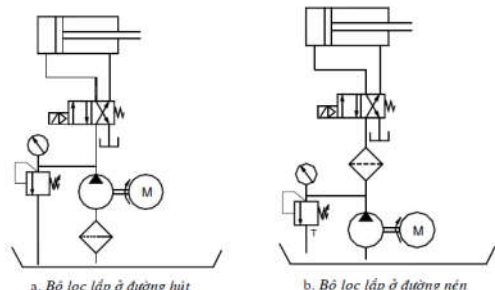 M
a. Bộ lọc lắp ở đường hút
T
M
b. Bộ lọc lắp ở đường nén